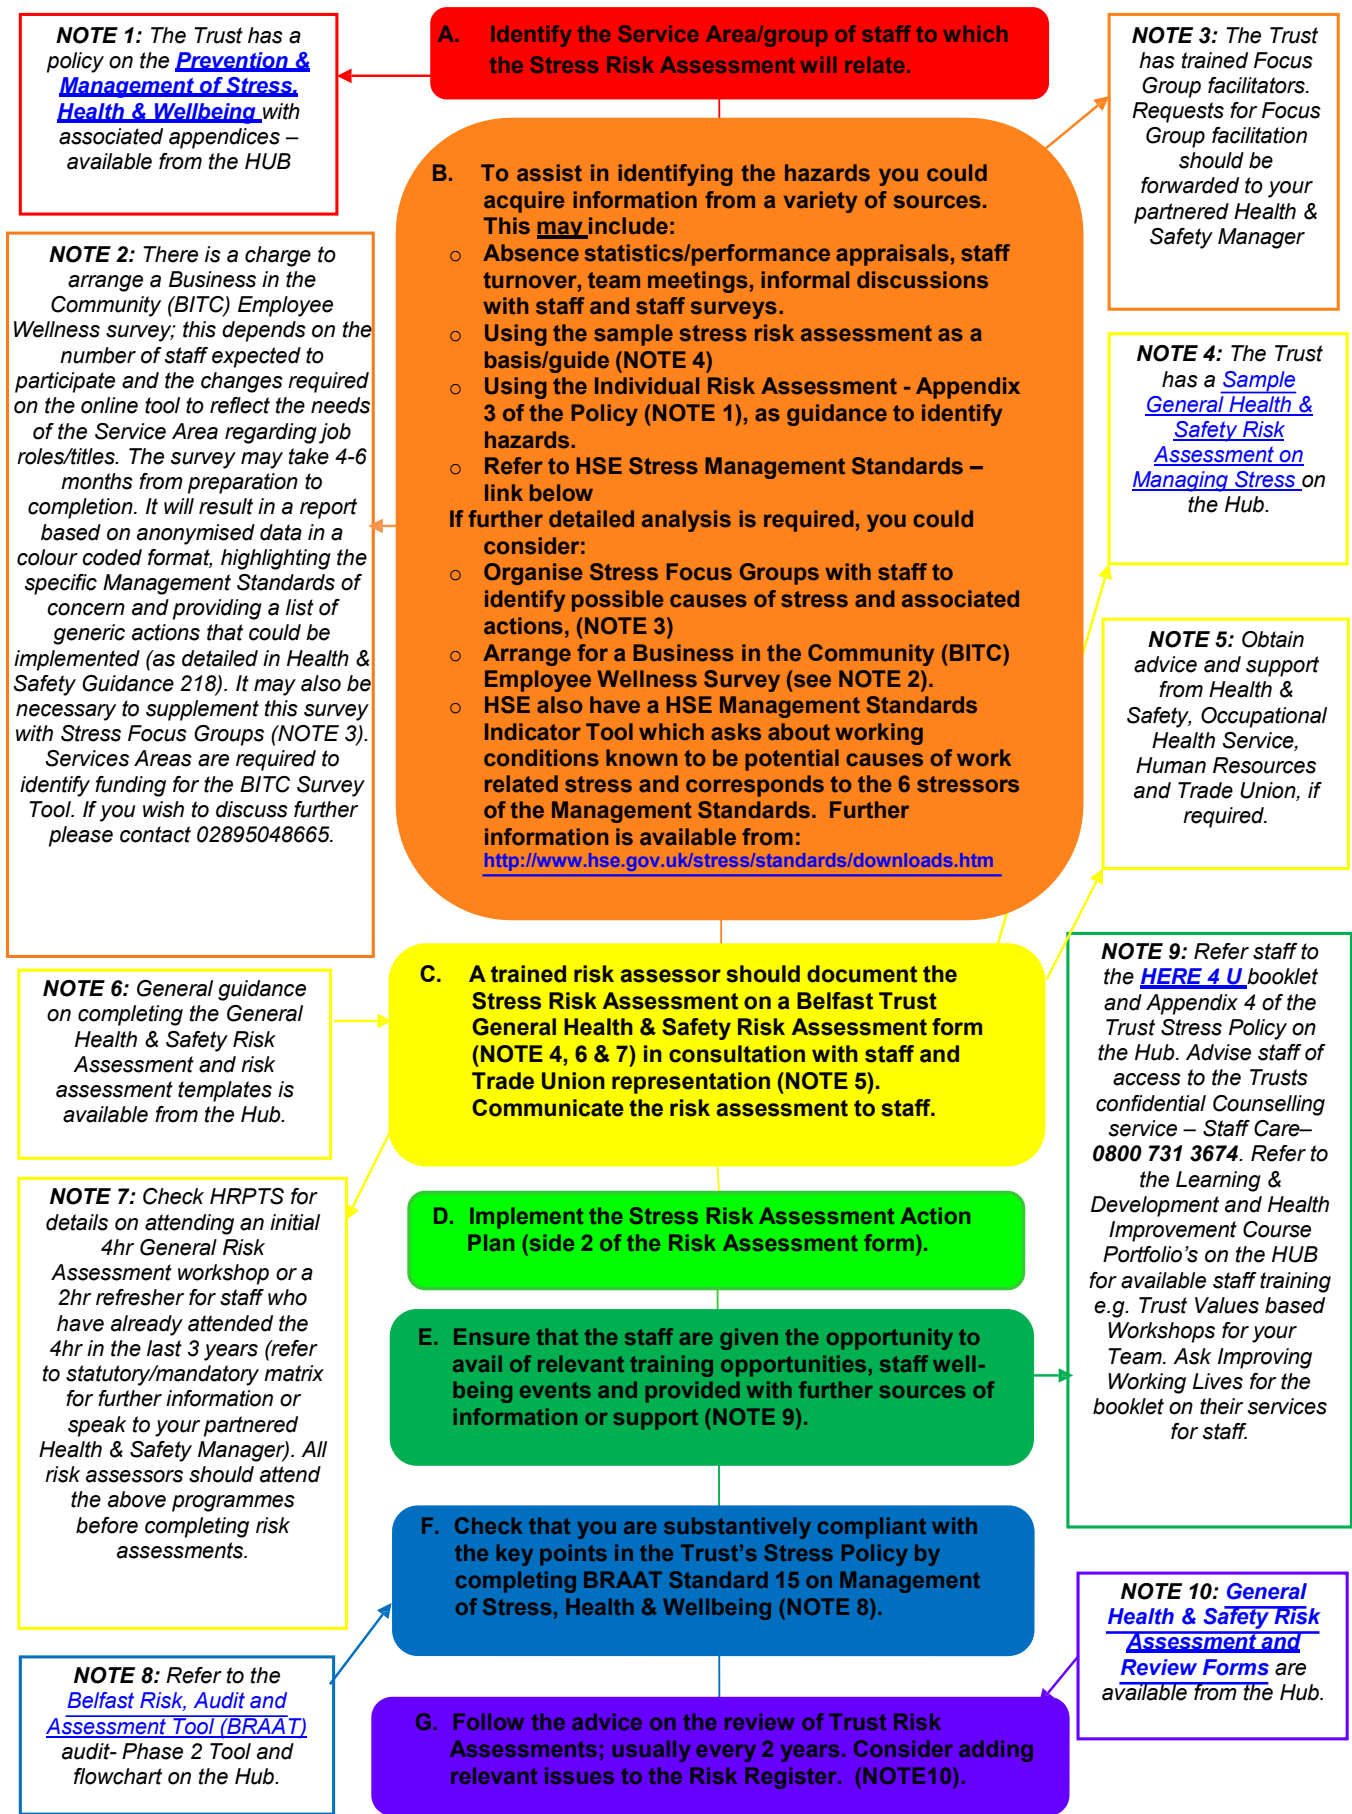 NOTE 1: The Trust has a
policy on the Prevention &
Management of Stress,
Health & Wellbeing with
associated appendices –
available from the HUB
A. Identify the Service Area/group of staff to which
the Stress Risk Assessment will relate.
NOTE 3: The Trust
has trained Focus
Group facilitators.
Requests for Focus
Group facilitation
should be
forwarded to your
partnered Health &
Safety Manager
B. To assist in identifying the hazards you could
acquire information from a variety of sources.
This may include:
o Absence statistics/performance appraisals, staff
turnover, team meetings, informal discussions
with staff and staff surveys.
o Using the sample stress risk assessment as a
basis/guide (NOTE 4)
o Using the Individual Risk Assessment - Appendix
3 of the Policy (NOTE 1), as guidance to identify
hazards.
o Refer to HSE Stress Management Standards –
link below
If further detailed analysis is required, you could
consider:
o Organise Stress Focus Groups with staff to
identify possible causes of stress and associated
actions, (NOTE 3)
o Arrange for a Business in the Community (BITC)
Employee Wellness Survey (see NOTE 2).
o HSE also have a HSE Management Standards
Indicator Tool which asks about working
conditions known to be potential causes of work
related stress and corresponds to the 6 stressors
of the Management Standards. Further
information is available from:
http://www.hse.gov.uk/stress/standards/downloads.htm
NOTE 2: There is a charge to
arrange a Business in the
Community (BITC) Employee
Wellness survey; this depends on the
number of staff expected to
participate and the changes required
on the online tool to reflect the needs
of the Service Area regarding job
roles/titles. The survey may take 4-6
months from preparation to
completion. It will result in a report
based on anonymised data in a
colour coded format, highlighting the
specific Management Standards of
concern and providing a list of
generic actions that could be
implemented (as detailed in Health &
Safety Guidance 218). It may also be
necessary to supplement this survey
with Stress Focus Groups (NOTE 3).
Services Areas are required to
identify funding for the BITC Survey
Tool. If you wish to discuss further
please contact 02895048665.
NOTE 4: The Trust
has a Sample
General Health &
Safety Risk
Assessment on
Managing Stress on
the Hub.
NOTE 5: Obtain
advice and support
from Health &
Safety, Occupational
Health Service,
Human Resources
and Trade Union, if
required.
C. A trained risk assessor should document the
Stress Risk Assessment on a Belfast Trust
General Health & Safety Risk Assessment form
(NOTE 4, 6 & 7) in consultation with staff and
Trade Union representation (NOTE 5).
Communicate the risk assessment to staff.
NOTE 6: General guidance
on completing the General
Health & Safety Risk
Assessment and risk
assessment templates is
available from the Hub.
NOTE 9: Refer staff to
the HERE 4 U booklet
and Appendix 4 of the
Trust Stress Policy on
the Hub. Advise staff of
access to the Trusts
confidential Counselling
service – Staff Care–
0800 731 3674. Refer to
the Learning &
Development and Health
Improvement Course
Portfolio's on the HUB
for available staff training
e.g. Trust Values based
Workshops for your
Team. Ask Improving
Working Lives for the
booklet on their services
for staff.
NOTE 7: Check HRPTS for
details on attending an initial
4hr General Risk
Assessment workshop or a
2hr refresher for staff who
have already attended the
4hr in the last 3 years (refer
to statutory/mandatory matrix
for further information or
speak to your partnered
Health & Safety Manager). All
risk assessors should attend
the above programmes
before completing risk
assessments.
D. Implement the Stress Risk Assessment Action
Plan (side 2 of the Risk Assessment form).
E. Ensure that the staff are given the opportunity to
avail of relevant training opportunities, staff well-
being events and provided with further sources of
information or support (NOTE 9).
F. Check that you are substantively compliant with
the key points in the Trust's Stress Policy by
completing BRAAT Standard 15 on Management
of Stress, Health & Wellbeing (NOTE 8).
NOTE 10: General
Health & Safety Risk
Assessment and
Review Forms are
available from the Hub.
NOTE 8: Refer to the
Belfast Risk, Audit and
Assessment Tool (BRAAT)
audit- Phase 2 Tool and
flowchart on the Hub.
G. Follow the advice on the review of Trust Risk
Assessments; usually every 2 years. Consider adding
relevant issues to the Risk Register. (NOTE10).